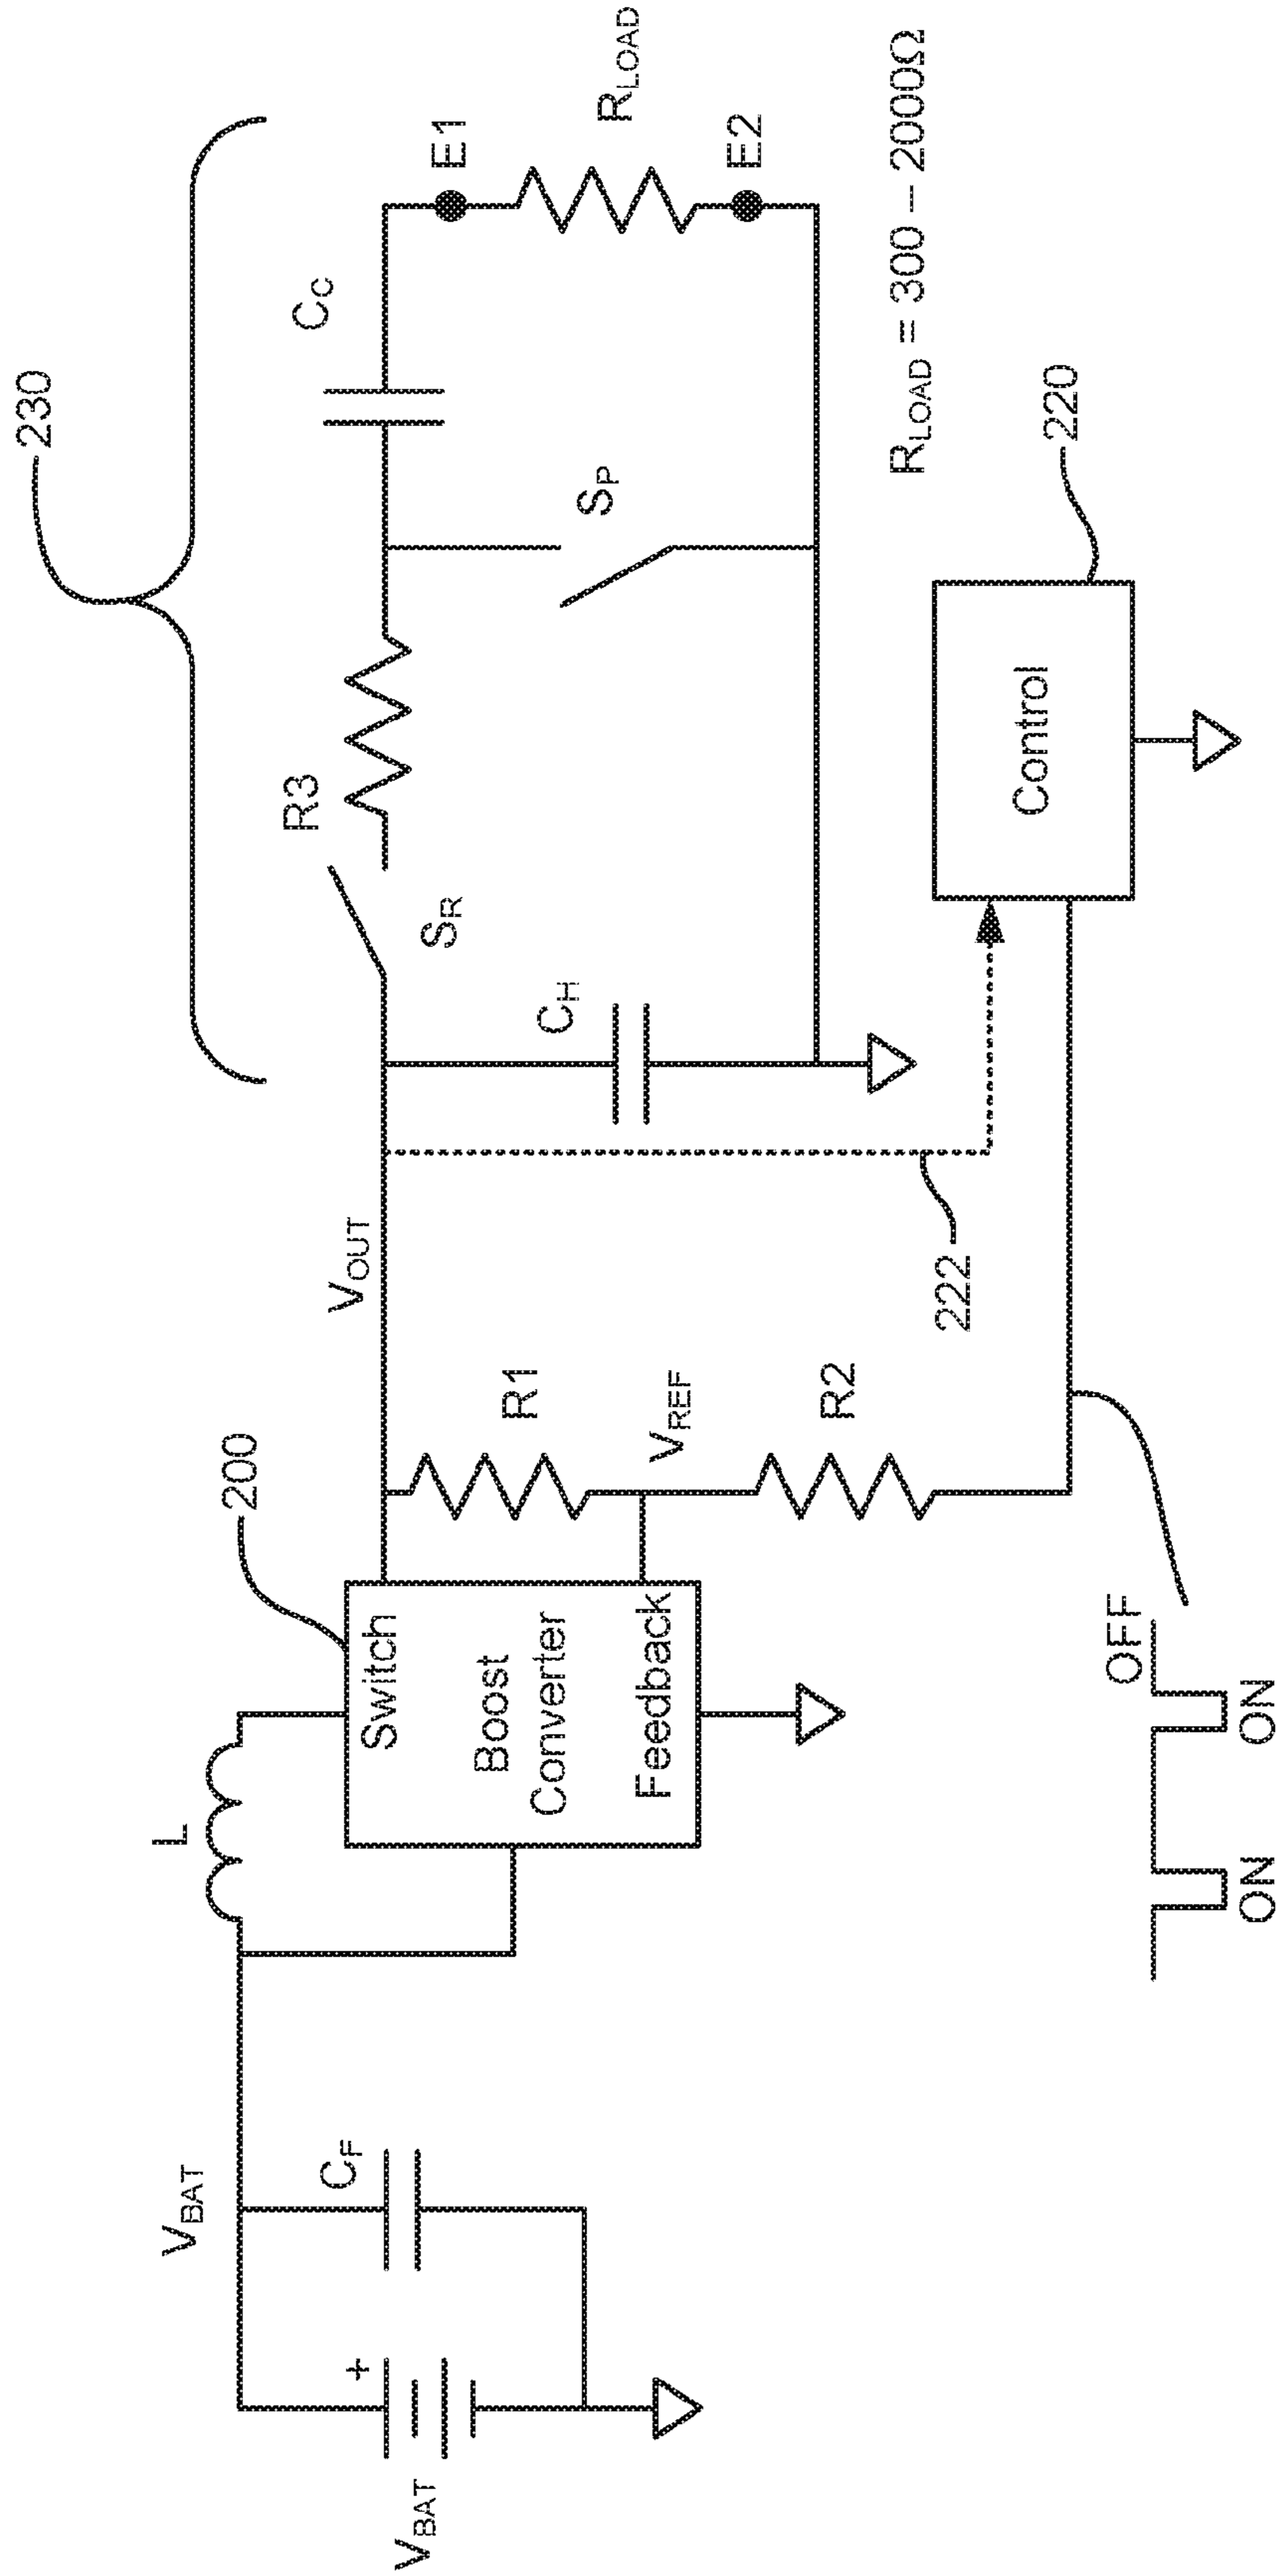 230
V_BAT
V_BAT
+
C_F
L
200
Switch
Boost
Converter
Feedback
V_OUT
R1
V_REF
R2
222
C_H
S_R
R3
S_P
C_C
E1
R_LOAD
E2
R_LOAD = 300 – 2000Ω
Control
220
OFF
ON
ON